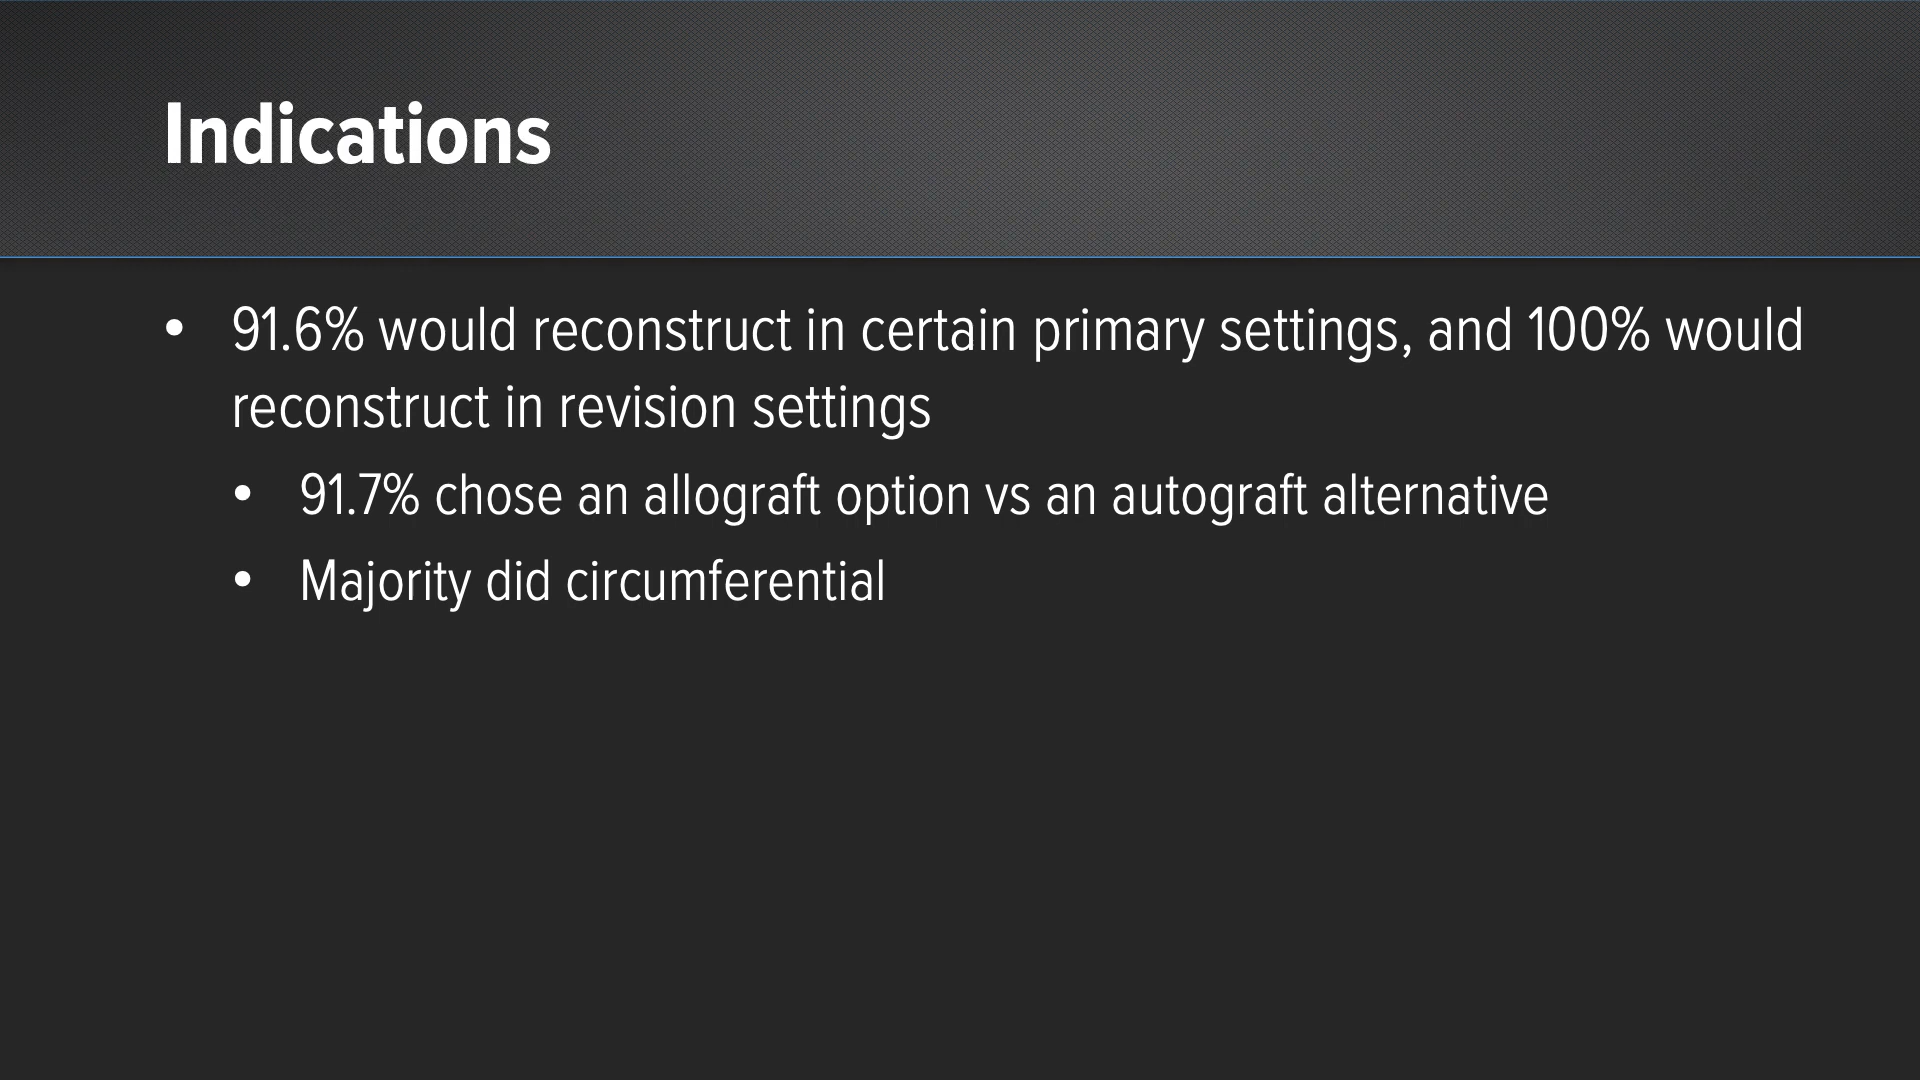 Indications
• 91.6% would reconstruct in certain primary settings, and 100% would
reconstruct in revision settings
• 91.7% chose an allograft option vs an autograft alternative
• Majority did circumferential